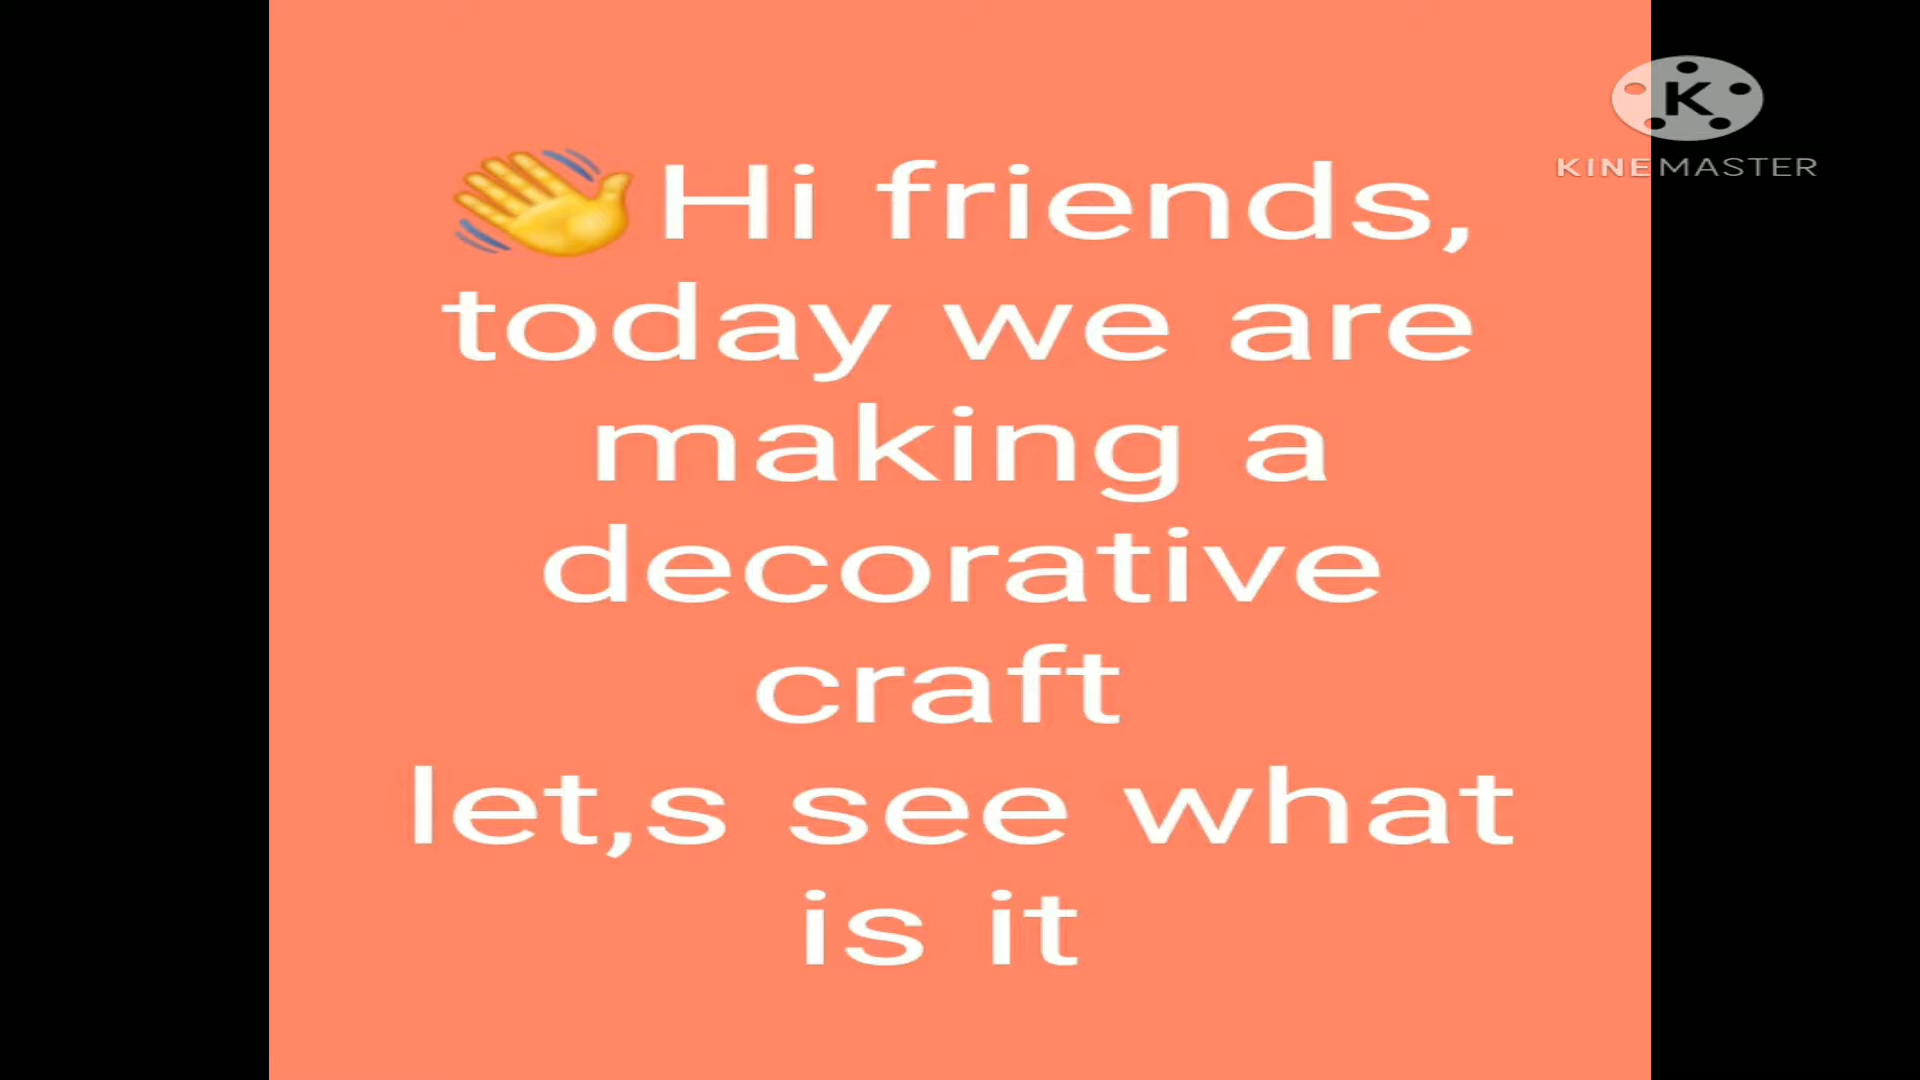 👋Hi friends,
today we are
making a
decorative
craft
let,s see what
is it
K
KINEMASTER